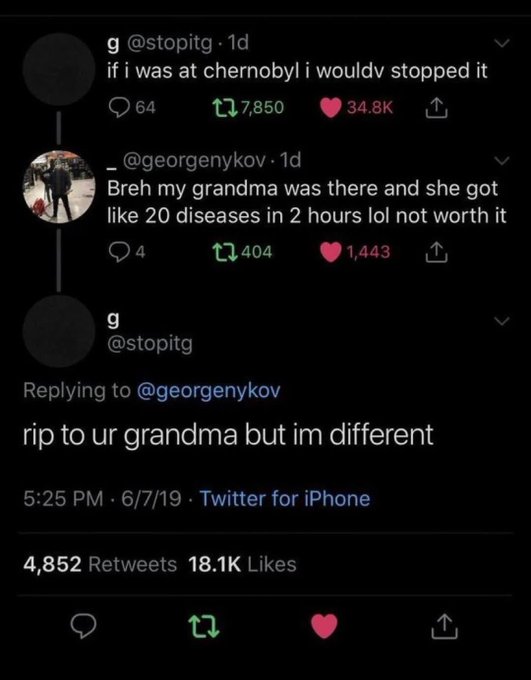 g @stopitg · 1d
if i was at chernobyl i wouldv stopped it
64 7,850 34.8K
_ @georgenykov · 1d
Breh my grandma was there and she got
like 20 diseases in 2 hours lol not worth it
4 404 1,443
g
@stopitg
Replying to @georgenykov
rip to ur grandma but im different
5:25 PM · 6/7/19 · Twitter for iPhone
4,852 Retweets 18.1K Likes